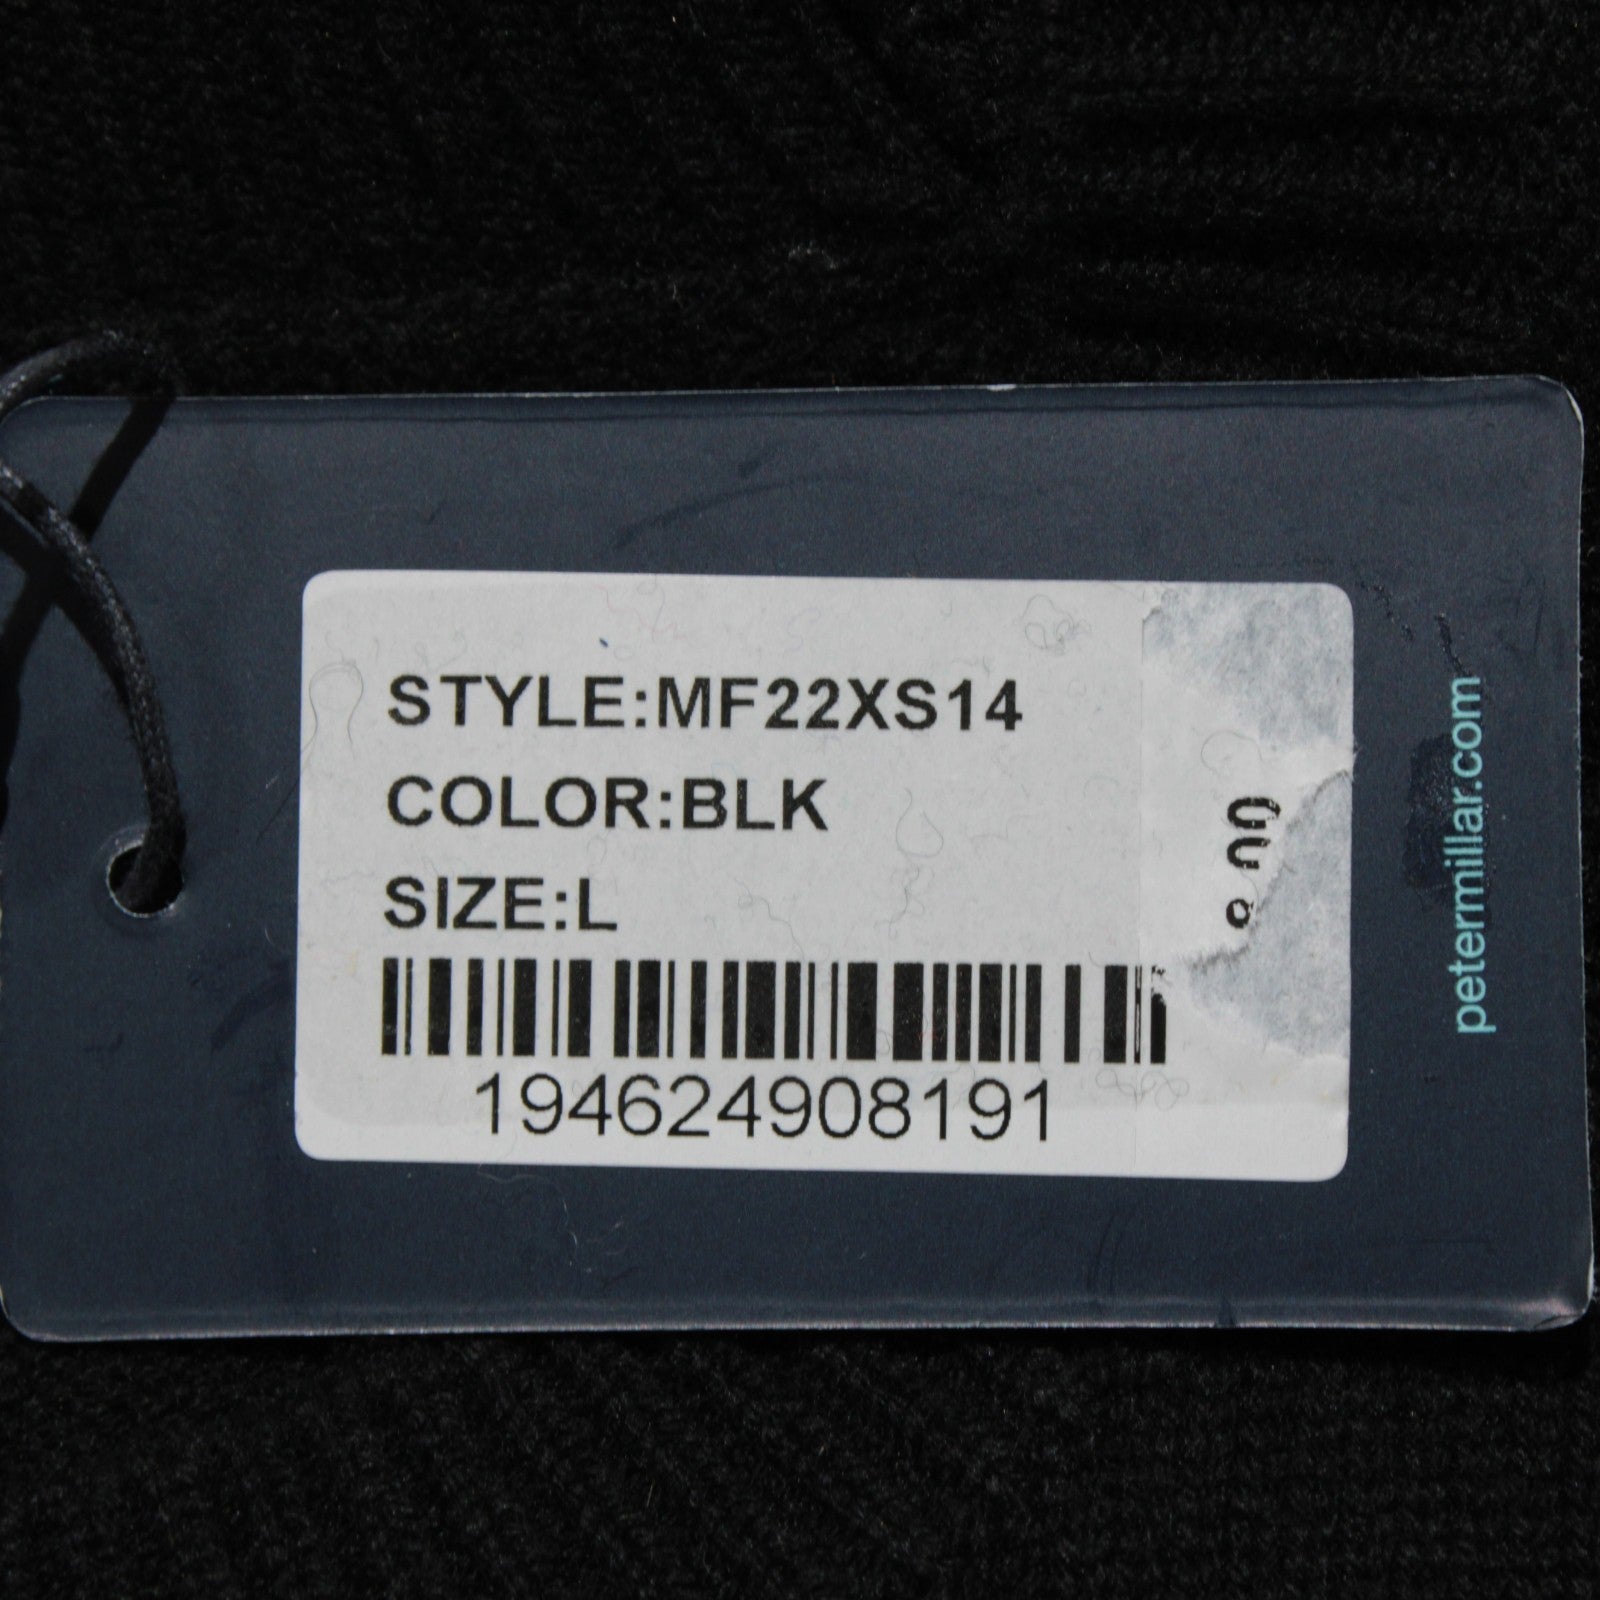 STYLE:MF22XS14
COLOR:BLK
SIZE:L
194624908191
petermillar.com